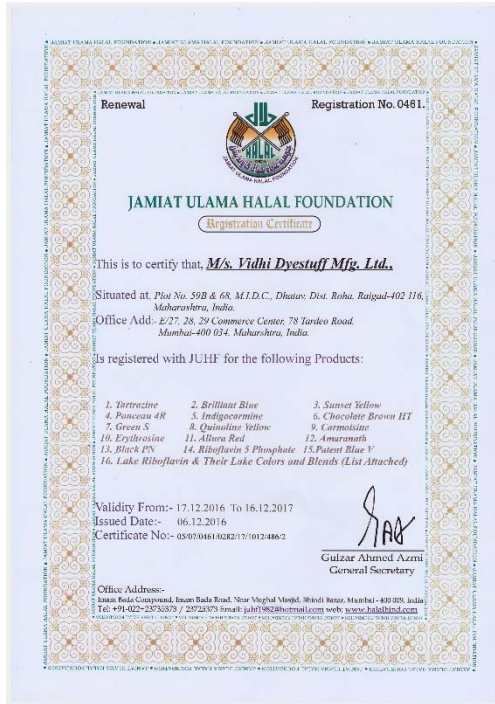 Renewal
Registration No. 0461.
HALAL
JAMIAT ULAMA HALAL FOUNDATION
JAMIAT ULAMA HALAL FOUNDATION
Registration Certificate
This is to certify that, M/s. Vidhi Dyestuff Mfg. Ltd.,
Situated at, Plot No. 59B & 68, M.I.D.C., Dhatav, Dist. Roha, Raigad-402 116,
Maharashtra, India.
Office Add:- E/27, 28, 29 Commerce Center, 78 Tardeo Road,
Mumbai-400 034, Maharshtra, India.
Is registered with JUHF for the following Products:
1. Tartrazine 2. Brilliant Blue 3. Sunset Yellow
4. Ponceau 4R 5. Indigocarmine 6. Chocolate Brown HT
7. Green S 8. Quinoline Yellow 9. Carmoisine
10. Erythrosine 11. Allura Red 12. Amaranath
13. Black PN 14. Riboflavin 5 Phosphate 15.Patent Blue V
16. Lake Riboflavin & Their Lake Colors and Blends (List Attached)
Validity From:- 17.12.2016 To 16.12.2017
Issued Date:- 06.12.2016
Certificate No:- 05/07/0461/0282/17/1012/486/2
Gulzar Ahmed Azmi
General Secretary
Office Address:-
Imam Bada Compound, Imam Bada Road, Near Moghal Masjid, Bhindi Bazar, Mumbai - 400 009, India
Tel: +91-022-23735373 / 23725373 Email: juhf1982@hotmail.com web: www.halalhind.com